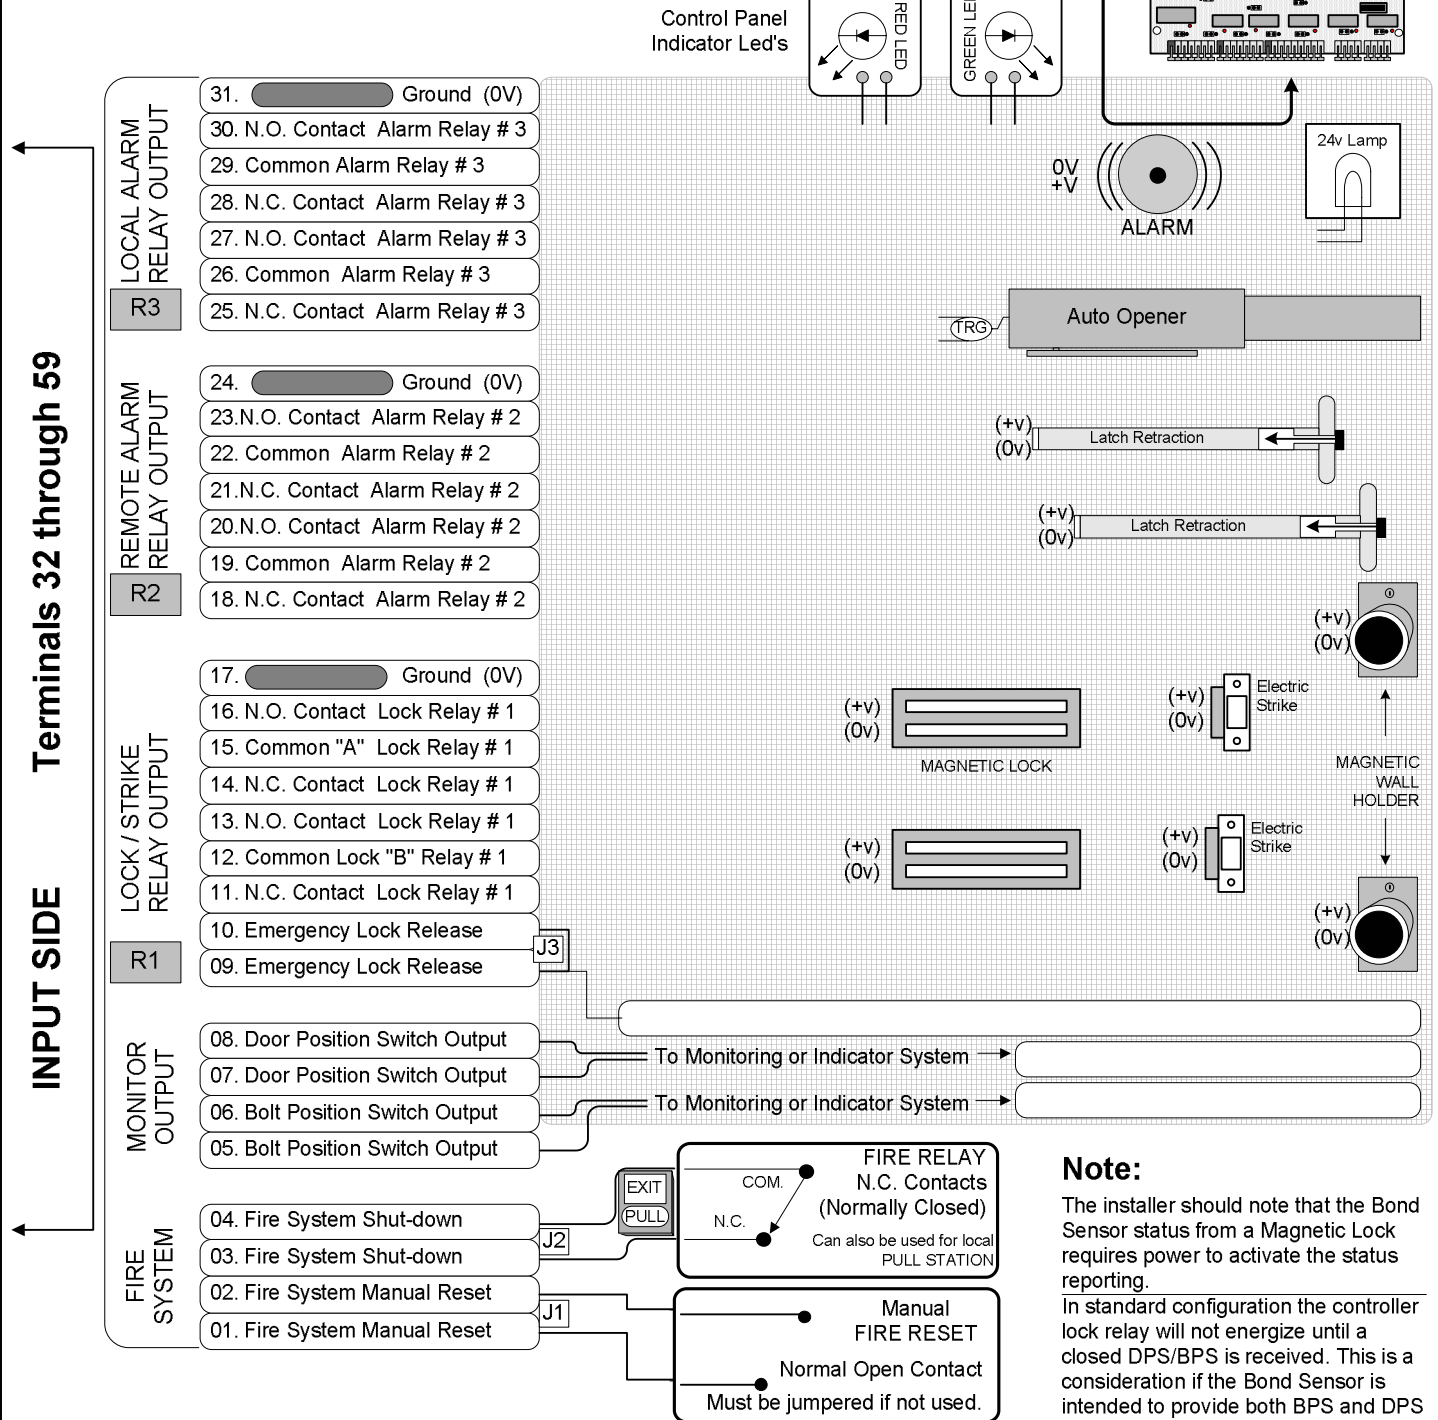 Control Panel
Indicator Led's
RED LED
GREEN LED
31. Ground (0V)
30. N.O. Contact Alarm Relay # 3
29. Common Alarm Relay # 3
28. N.C. Contact Alarm Relay # 3
27. N.O. Contact Alarm Relay # 3
26. Common Alarm Relay # 3
25. N.C. Contact Alarm Relay # 3
LOCAL ALARM
RELAY OUTPUT
R3
24. Ground (0V)
23.N.O. Contact Alarm Relay # 2
22. Common Alarm Relay # 2
21.N.C. Contact Alarm Relay # 2
20.N.O. Contact Alarm Relay # 2
19. Common Alarm Relay # 2
18. N.C. Contact Alarm Relay # 2
REMOTE ALARM
RELAY OUTPUT
R2
17. Ground (0V)
16. N.O. Contact Lock Relay # 1
15. Common "A" Lock Relay # 1
14. N.C. Contact Lock Relay # 1
13. N.O. Contact Lock Relay # 1
12. Common Lock "B" Relay # 1
11. N.C. Contact Lock Relay # 1
10. Emergency Lock Release
09. Emergency Lock Release
J3
LOCK / STRIKE
RELAY OUTPUT
R1
08. Door Position Switch Output
07. Door Position Switch Output
06. Bolt Position Switch Output
05. Bolt Position Switch Output
MONITOR
OUTPUT
To Monitoring or Indicator System
To Monitoring or Indicator System
04. Fire System Shut-down
03. Fire System Shut-down
02. Fire System Manual Reset
01. Fire System Manual Reset
FIRE
SYSTEM
J2
J1
INPUT SIDE Terminals 32 through 59
0V
+V
ALARM
24v Lamp
TRG
Auto Opener
(+v)
(0v)
Latch Retraction
(+v)
(0v)
Latch Retraction
(+v)
(0v)
(+v)
(0v)
MAGNETIC LOCK
(+v)
(0v)
Electric
Strike
MAGNETIC
WALL
HOLDER
(+v)
(0v)
(+v)
(0v)
Electric
Strike
(+v)
(0v)
EXIT
PULL
COM.
N.C.
FIRE RELAY
N.C. Contacts
(Normally Closed)
Can also be used for local
PULL STATION
Manual
FIRE RESET
Normal Open Contact
Must be jumpered if not used.
Note:
The installer should note that the Bond
Sensor status from a Magnetic Lock
requires power to activate the status
reporting.
In standard configuration the controller
lock relay will not energize until a
closed DPS/BPS is received. This is a
consideration if the Bond Sensor is
intended to provide both BPS and DPS